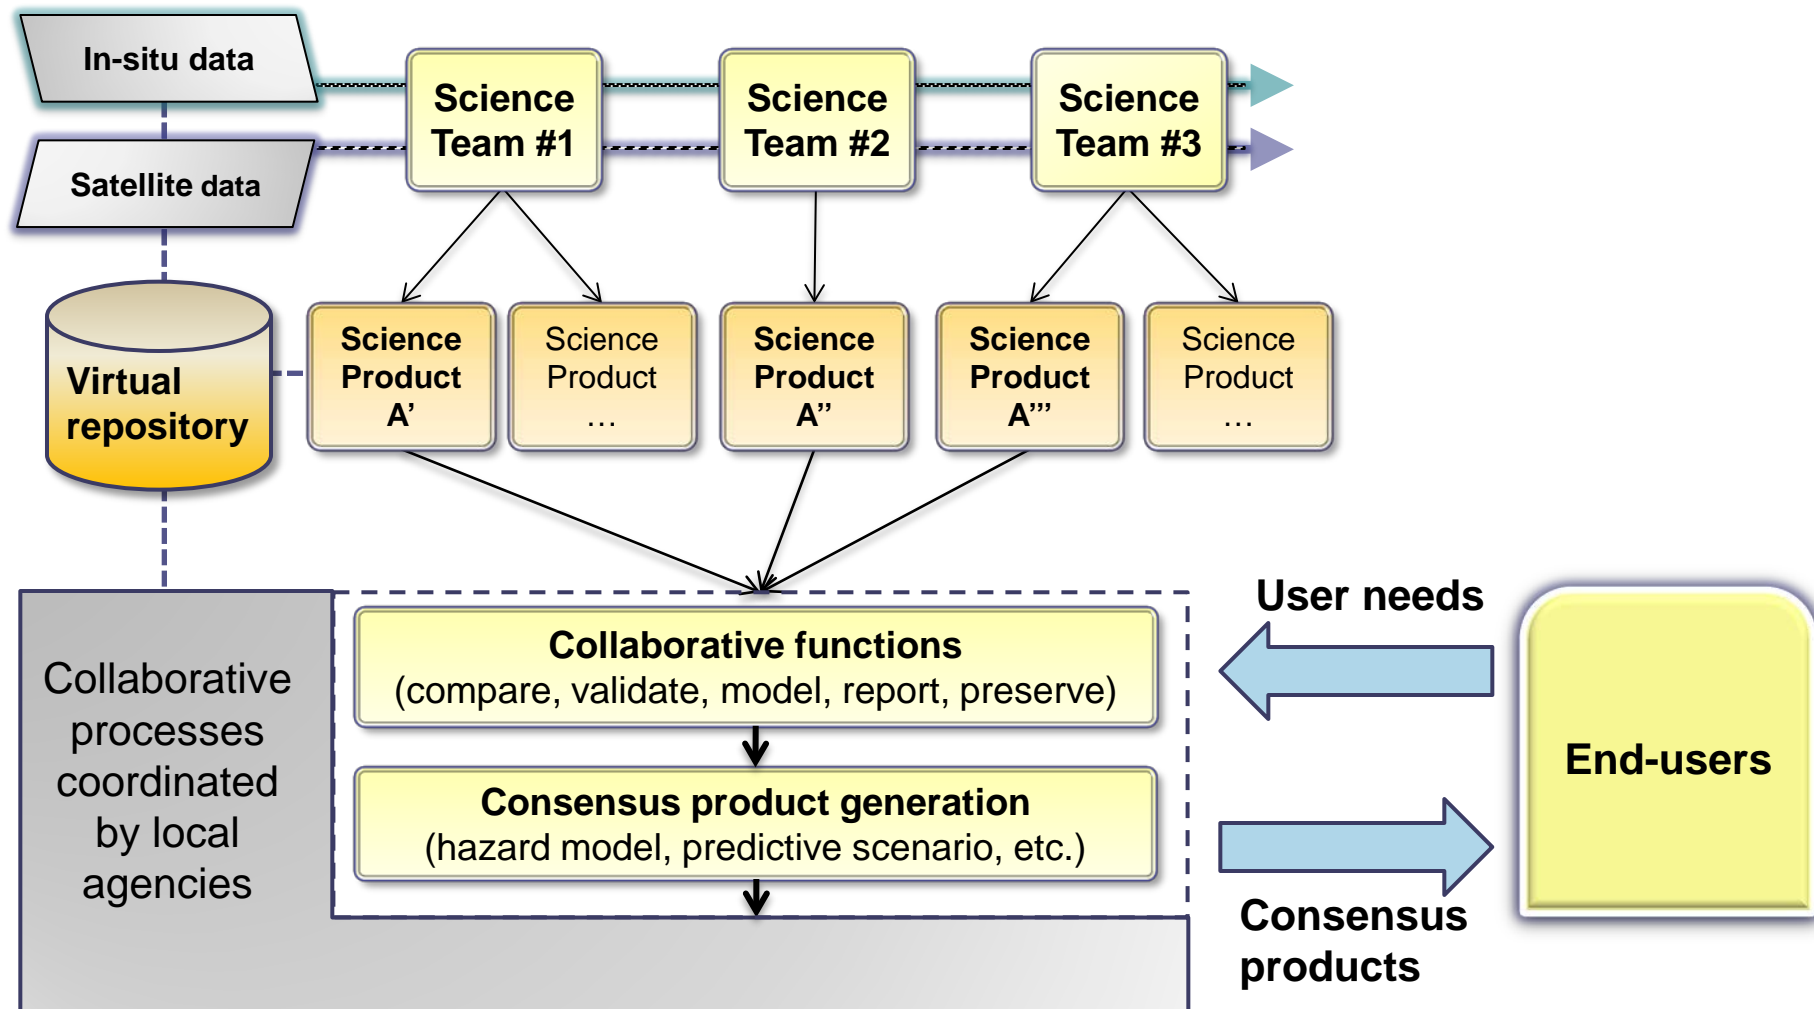 In-situ data
Satellite data
Science
Team #1
Science
Team #2
Science
Team #3
Virtual
repository
Science
Product
A'
Science
Product
...
Science
Product
A''
Science
Product
A'''
Science
Product
...
Collaborative
processes
coordinated
by local
agencies
Collaborative functions
(compare, validate, model, report, preserve)
Consensus product generation
(hazard model, predictive scenario, etc.)
User needs
Consensus
products
End-users